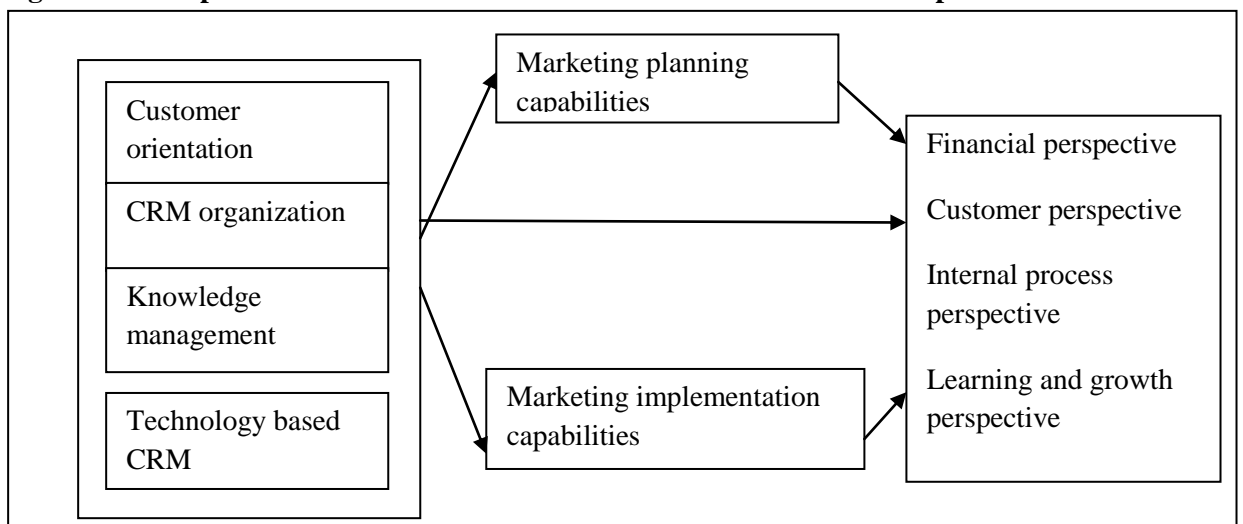 Marketing planning
capabilities
Customer
orientation
CRM organization
Knowledge
management
Technology based
CRM
Marketing implementation
capabilities
Financial perspective
Customer perspective
Internal process
perspective
Learning and growth
perspective